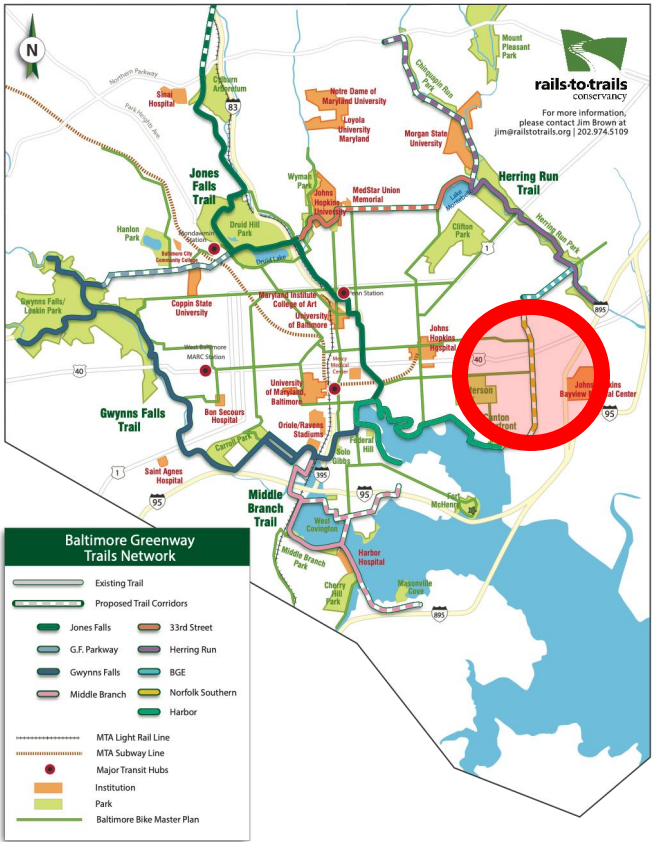 N
Northern Parkway
Park Heights Ave
Sinai
Hospital
Cylburn
Arboretum
83
Notre Dame of
Maryland University
Loyola
University
Maryland
Chinquapin Run
Park
Mount
Pleasant
Park
rails-to-trails
conservancy
For more information,
please contact Jim Brown at
jim@railstotrails.org | 202.974.5109
Morgan State
University
Jones
Falls
Trail
Wyman
Park
Johns
Hopkins
University
MedStar Union
Memorial
Lake
Montebello
Herring Run
Trail
Herring Run Park
Clifton
Park
1
Hanlon
Park
Mondawmin
Station
Baltimore City
Community College
Druid Hill
Park
Druid Lake
Gwynns Falls/
Leakin Park
Coppin State
University
Maryland Institute
College of Art
Penn Station
University
of Baltimore
895
West Baltimore
MARC Station
Mercy
Medical
Center
Johns
Hopkins
Hospital
40
40
University
of Maryland,
Baltimore
Johns Hopkins
Bayview Medical Center
95
Gwynns Falls
Trail
Bon Secours
Hospital
Oriole/Ravens
Stadiums
Federal
Hill
Carroll Park
Solo
Gibbs
395
1
Saint Agnes
Hospital
95
95
Middle
Branch
Trail
Fort
McHenry
West
Covington
Middle Branch
Park
Harbor
Hospital
Cherry
Hill
Park
Masonville
Cove
895
Baltimore Greenway
Trails Network
Existing Trail
Proposed Trail Corridors
Jones Falls
33rd Street
G.F. Parkway
Herring Run
Gwynns Falls
BGE
Middle Branch
Norfolk Southern
Harbor
MTA Light Rail Line
MTA Subway Line
Major Transit Hubs
Institution
Park
Baltimore Bike Master Plan